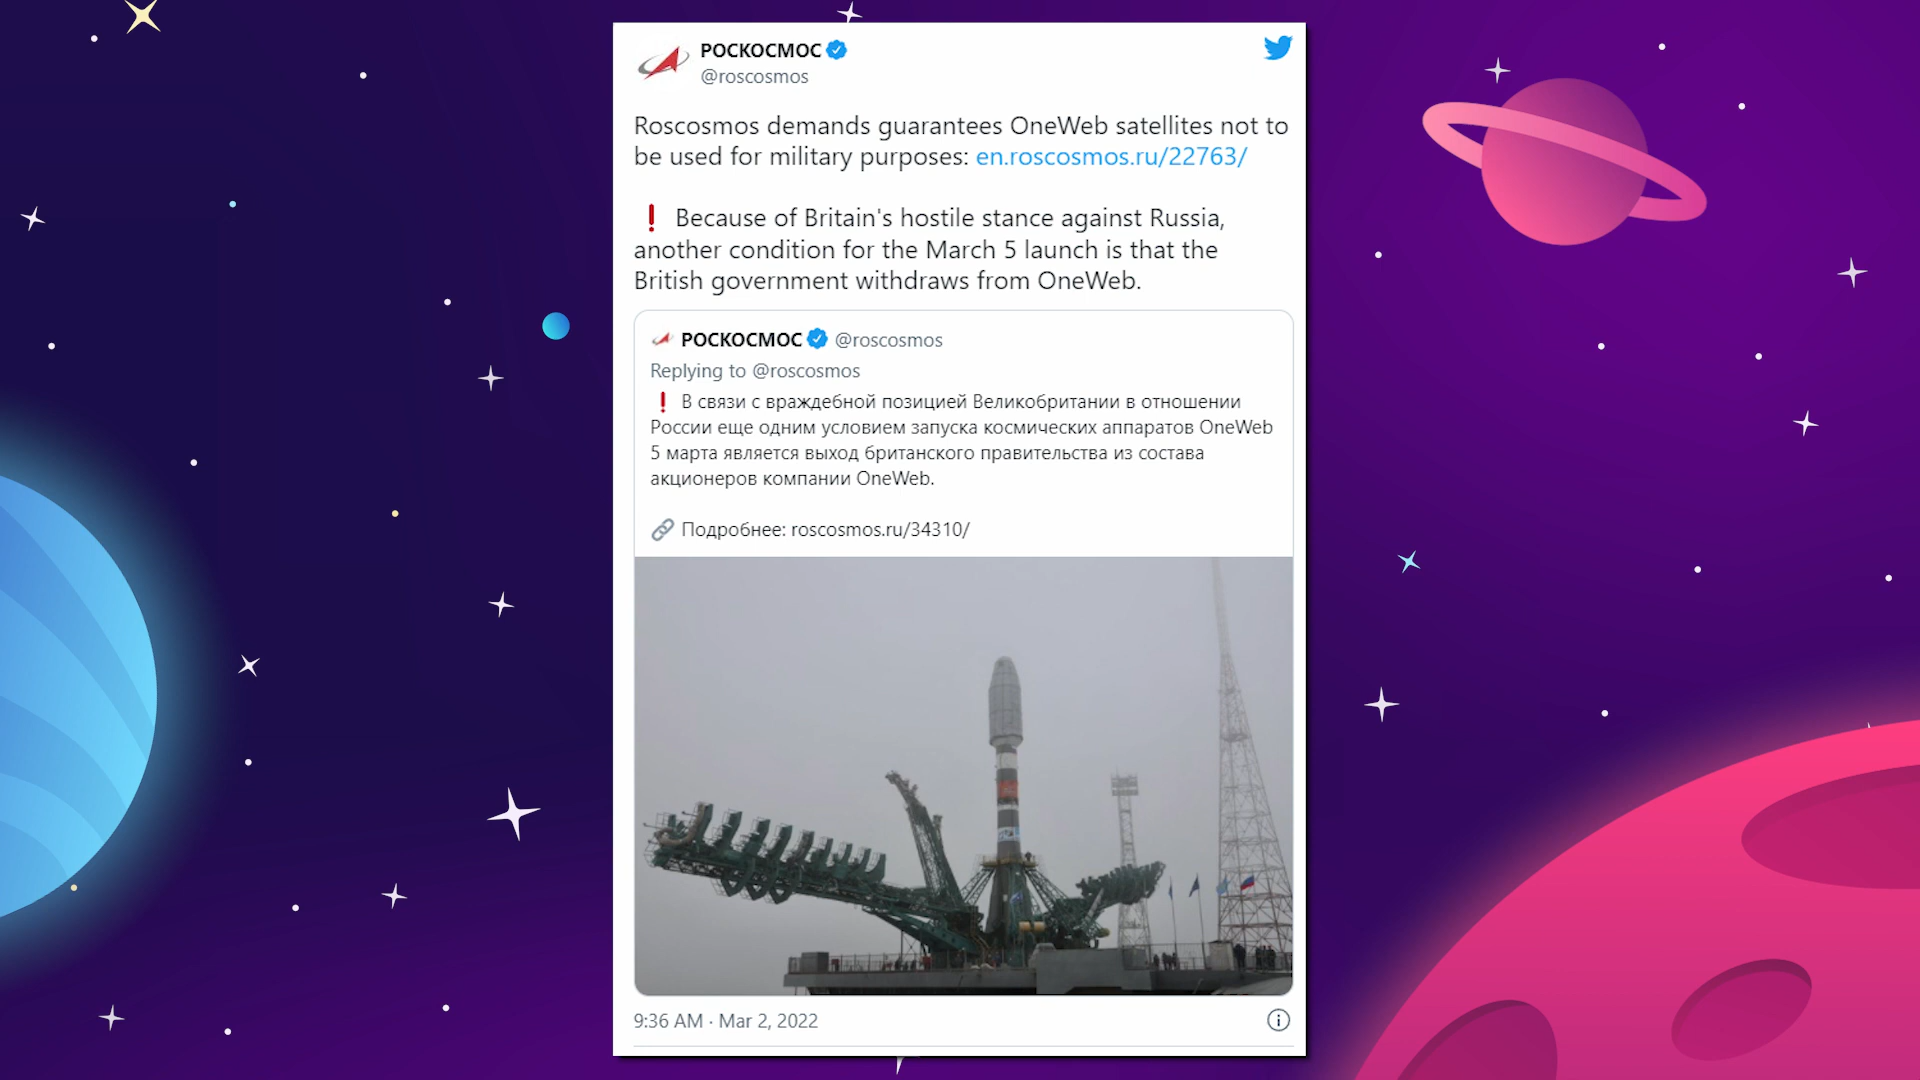 РОСКОСМОС
@roscosmos
Roscosmos demands guarantees OneWeb satellites not to
be used for military purposes: en.roscosmos.ru/22763/
❗ Because of Britain's hostile stance against Russia,
another condition for the March 5 launch is that the
British government withdraws from OneWeb.
РОСКОСМОС @roscosmos
Replying to @roscosmos
❗ В связи с враждебной позицией Великобритании в отношении
России еще одним условием запуска космических аппаратов OneWeb
5 марта является выход британского правительства из состава
акционеров компании OneWeb.
🔗 Подробнее: roscosmos.ru/34310/
9:36 AM · Mar 2, 2022